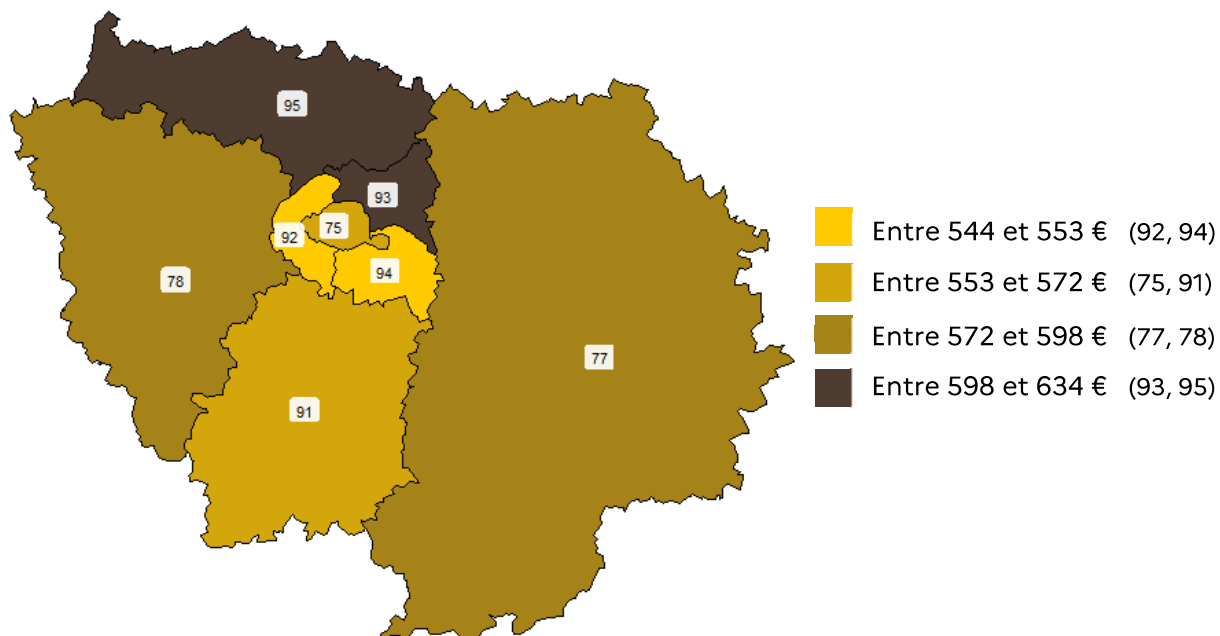 95
93
75
92
94
78
77
91
Entre 544 et 553 € (92, 94)
Entre 553 et 572 € (75, 91)
Entre 572 et 598 € (77, 78)
Entre 598 et 634 € (93, 95)